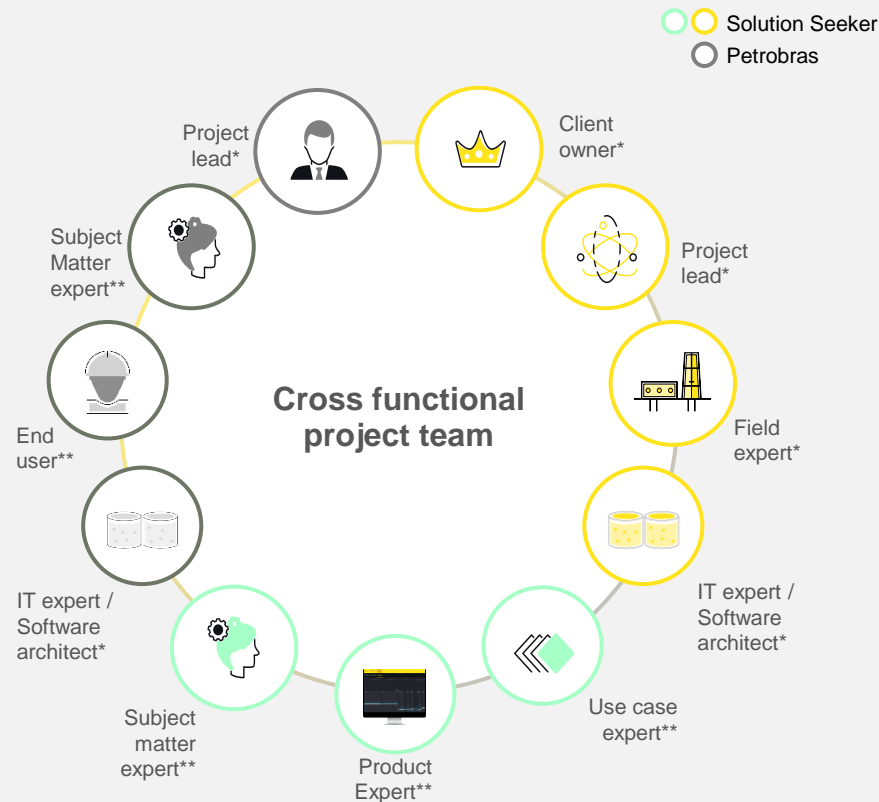 Solution Seeker
Petrobras
Project
lead*
Client
owner*
Subject
Matter
expert**
Project
lead*
End
user**
Cross functional
project team
Field
expert*
IT expert /
Software
architect*
IT expert /
Software
architect*
Subject
matter
expert**
Product
Expert**
Use case
expert**